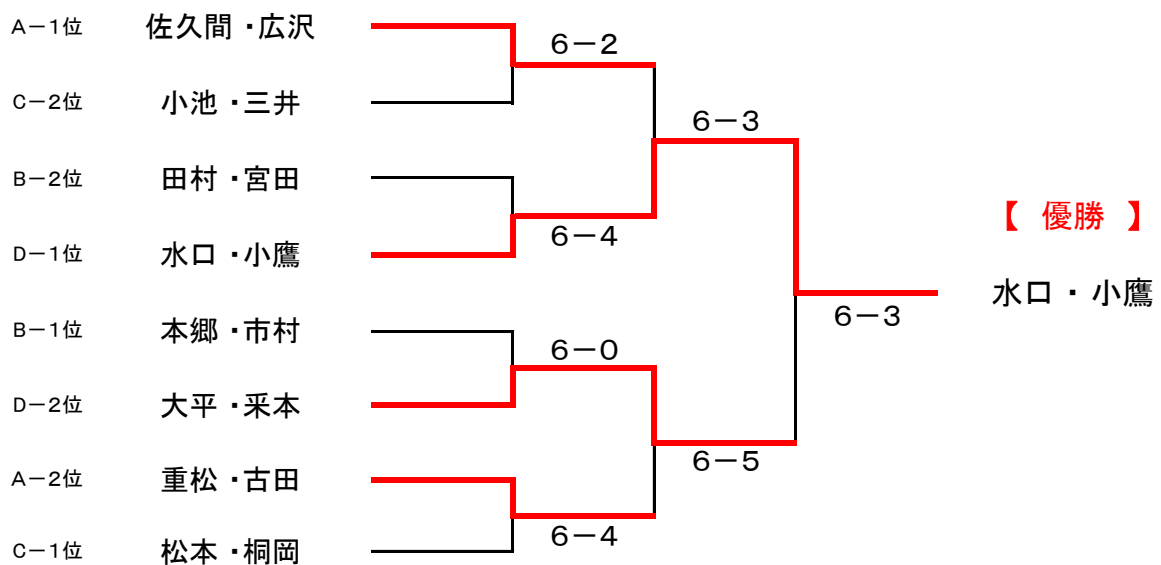 A－1位 佐久間・広沢
6－2
C－2位 小池・三井
6－3
B－2位 田村・宮田
【 優勝 】
6－4
D－1位 水口・小鷹
水口・小鷹
6－3
B－1位 本郷・市村
6－0
D－2位 大平・釆本
6－5
A－2位 重松・古田
6－4
C－1位 松本・桐岡